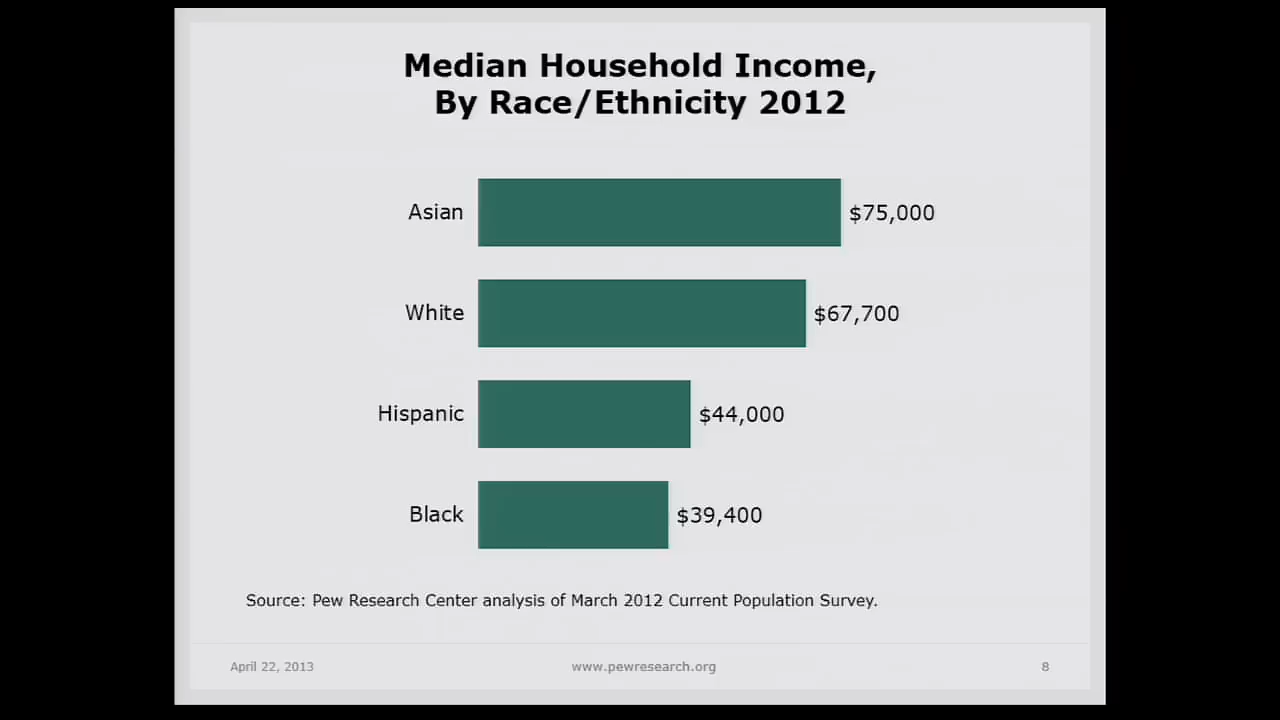 Median Household Income,
By Race/Ethnicity 2012
Asian $75,000
White $67,700
Hispanic $44,000
Black $39,400
Source: Pew Research Center analysis of March 2012 Current Population Survey.
April 22, 2013 www.pewresearch.org 8